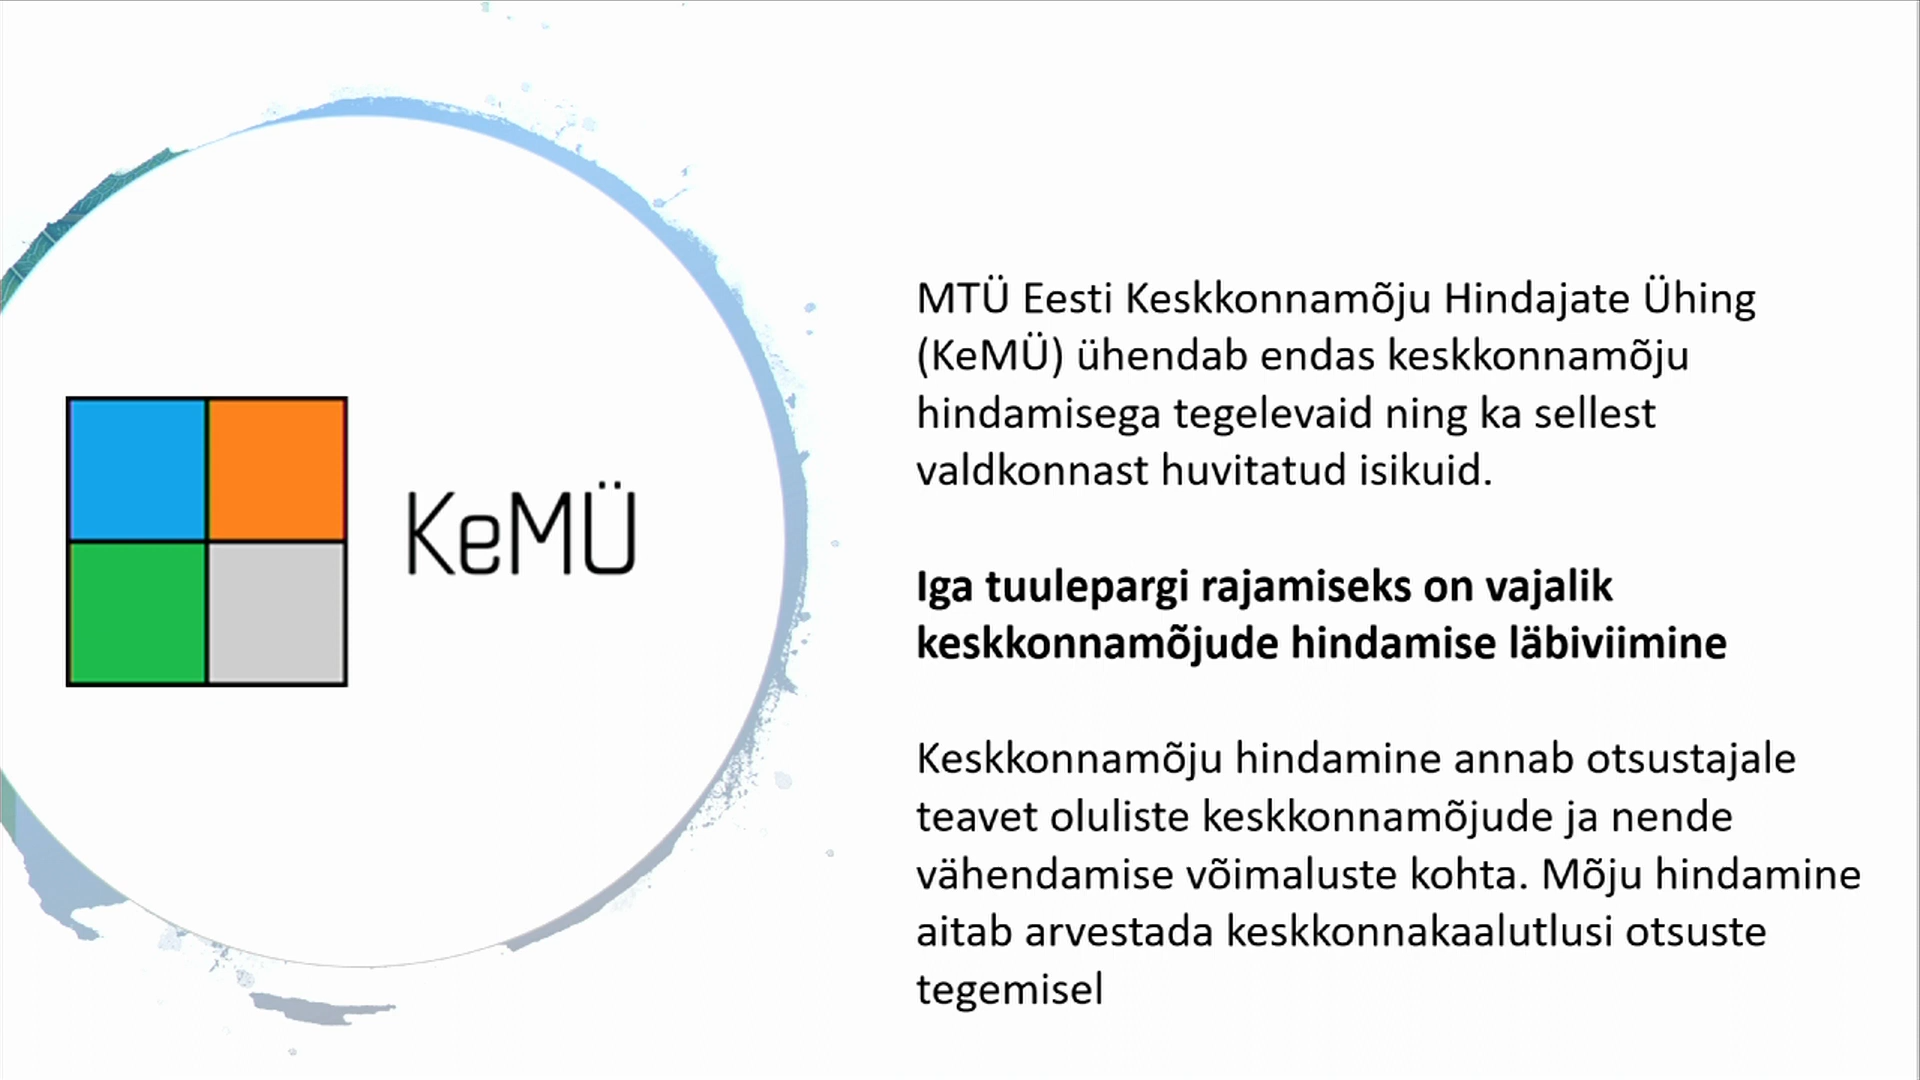 KeMÜ
MTÜ Eesti Keskkonnamõju Hindajate Ühing
(KeMÜ) ühendab endas keskkonnamõju
hindamisega tegelevaid ning ka sellest
valdkonnast huvitatud isikuid.
Iga tuulepargi rajamiseks on vajalik
keskkonnamõjude hindamise läbiviimine
Keskkonnamõju hindamine annab otsustajale
teavet oluliste keskkonnamõjude ja nende
vähendamise võimaluste kohta. Mõju hindamine
aitab arvestada keskkonnakaalutlusi otsuste
tegemisel